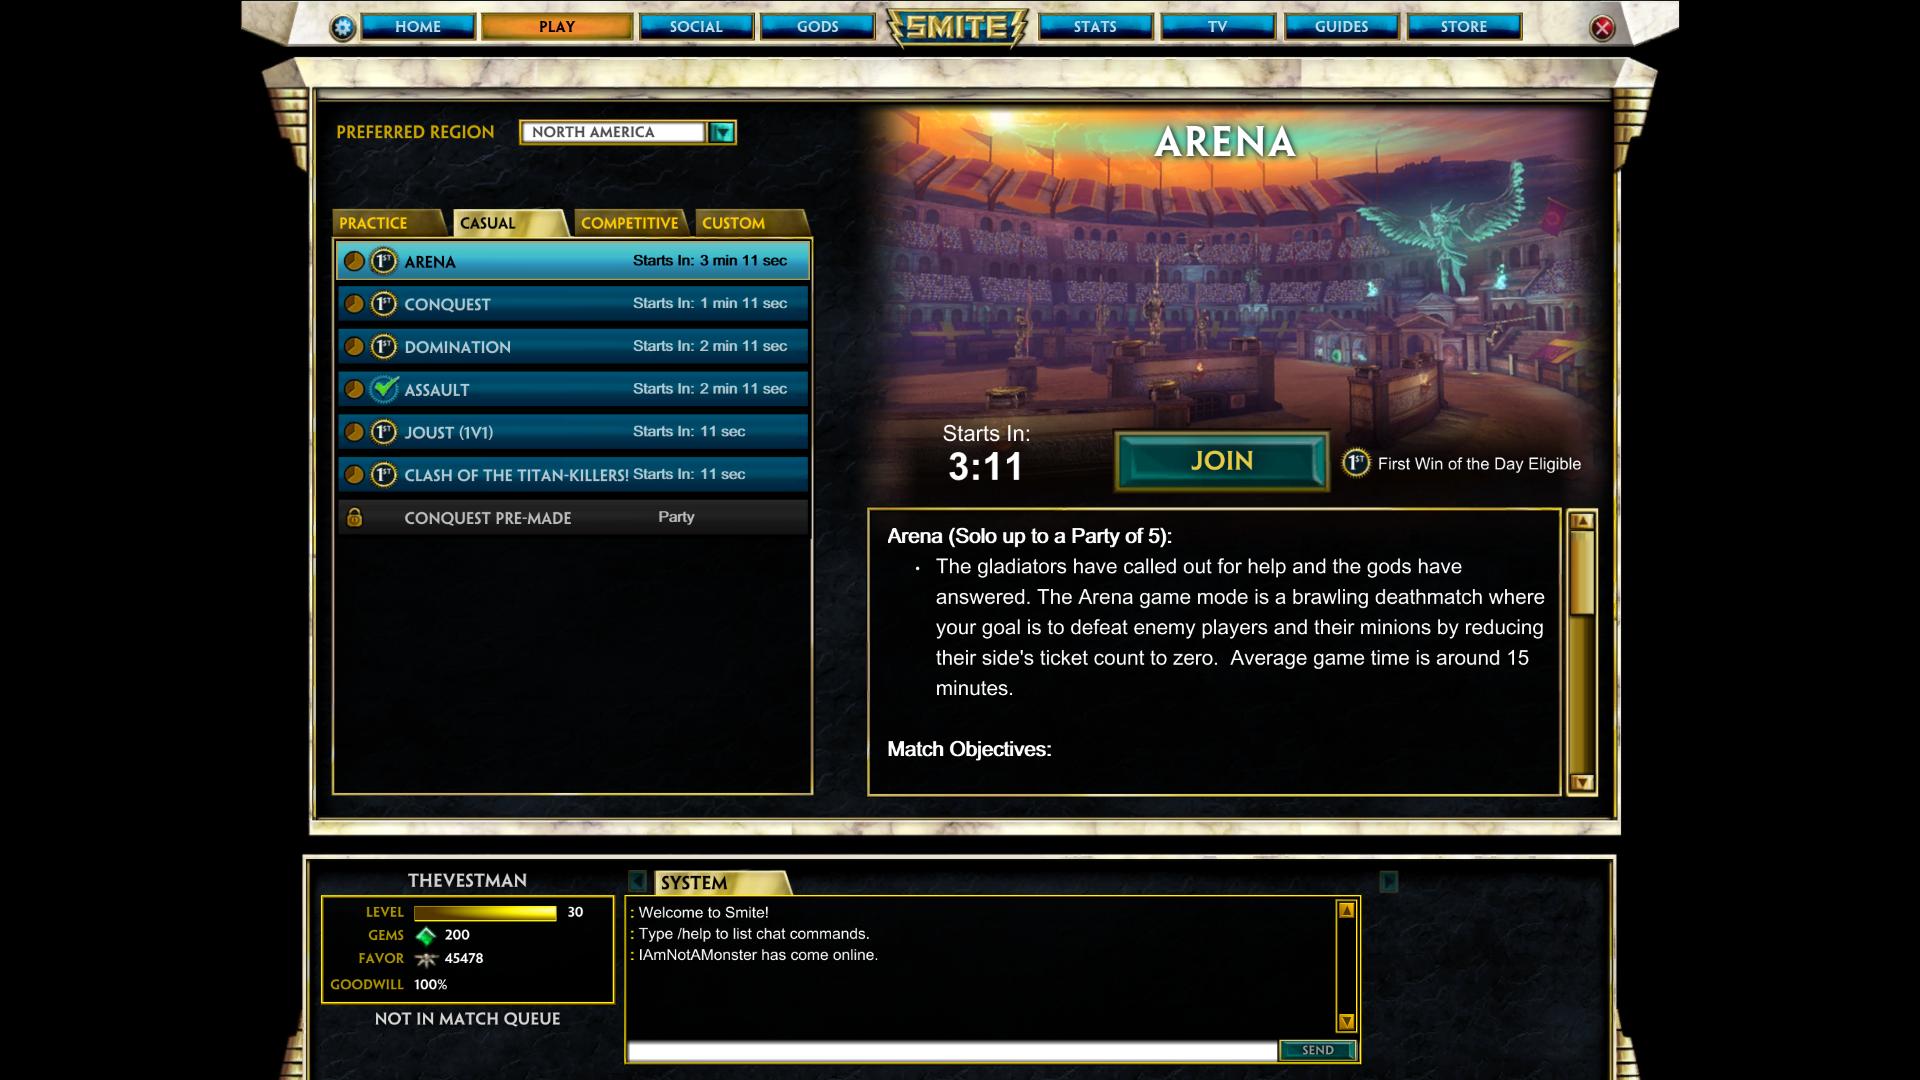 HOME
PLAY
SOCIAL
GODS
SMITE
STATS
TV
GUIDES
STORE
PREFERRED REGION
NORTH AMERICA
ARENA
PRACTICE
CASUAL
COMPETITIVE
CUSTOM
1ST ARENA Starts In: 3 min 11 sec
1ST CONQUEST Starts In: 1 min 11 sec
1ST DOMINATION Starts In: 2 min 11 sec
ASSAULT Starts In: 2 min 11 sec
1ST JOUST (1V1) Starts In: 11 sec
1ST CLASH OF THE TITAN-KILLERS! Starts In: 11 sec
CONQUEST PRE-MADE Party
Starts In:
3:11
JOIN
1ST First Win of the Day Eligible
Arena (Solo up to a Party of 5):
• The gladiators have called out for help and the gods have
answered. The Arena game mode is a brawling deathmatch where
your goal is to defeat enemy players and their minions by reducing
their side's ticket count to zero.  Average game time is around 15
minutes.
Match Objectives:
THEVESTMAN
LEVEL 30
GEMS 200
FAVOR 45478
GOODWILL 100%
NOT IN MATCH QUEUE
SYSTEM
: Welcome to Smite!
: Type /help to list chat commands.
: IAmNotAMonster has come online.
SEND